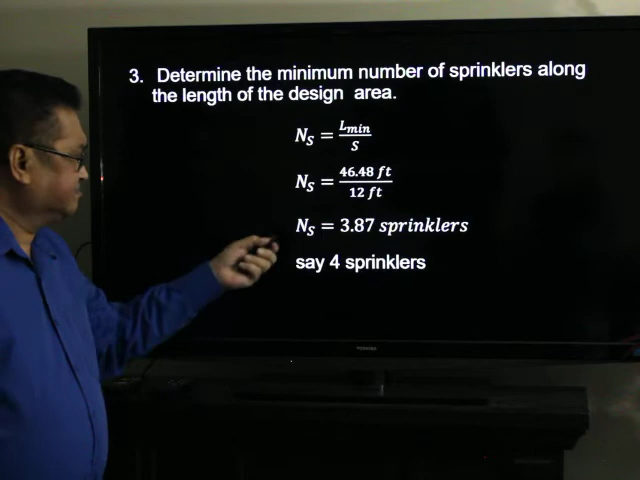 3. Determine the minimum number of sprinklers along
the length of the design area.
N_S = L_min / S
N_S = 46.48 ft / 12 ft
N_S = 3.87 sprinklers
say 4 sprinklers
TOSHIBA